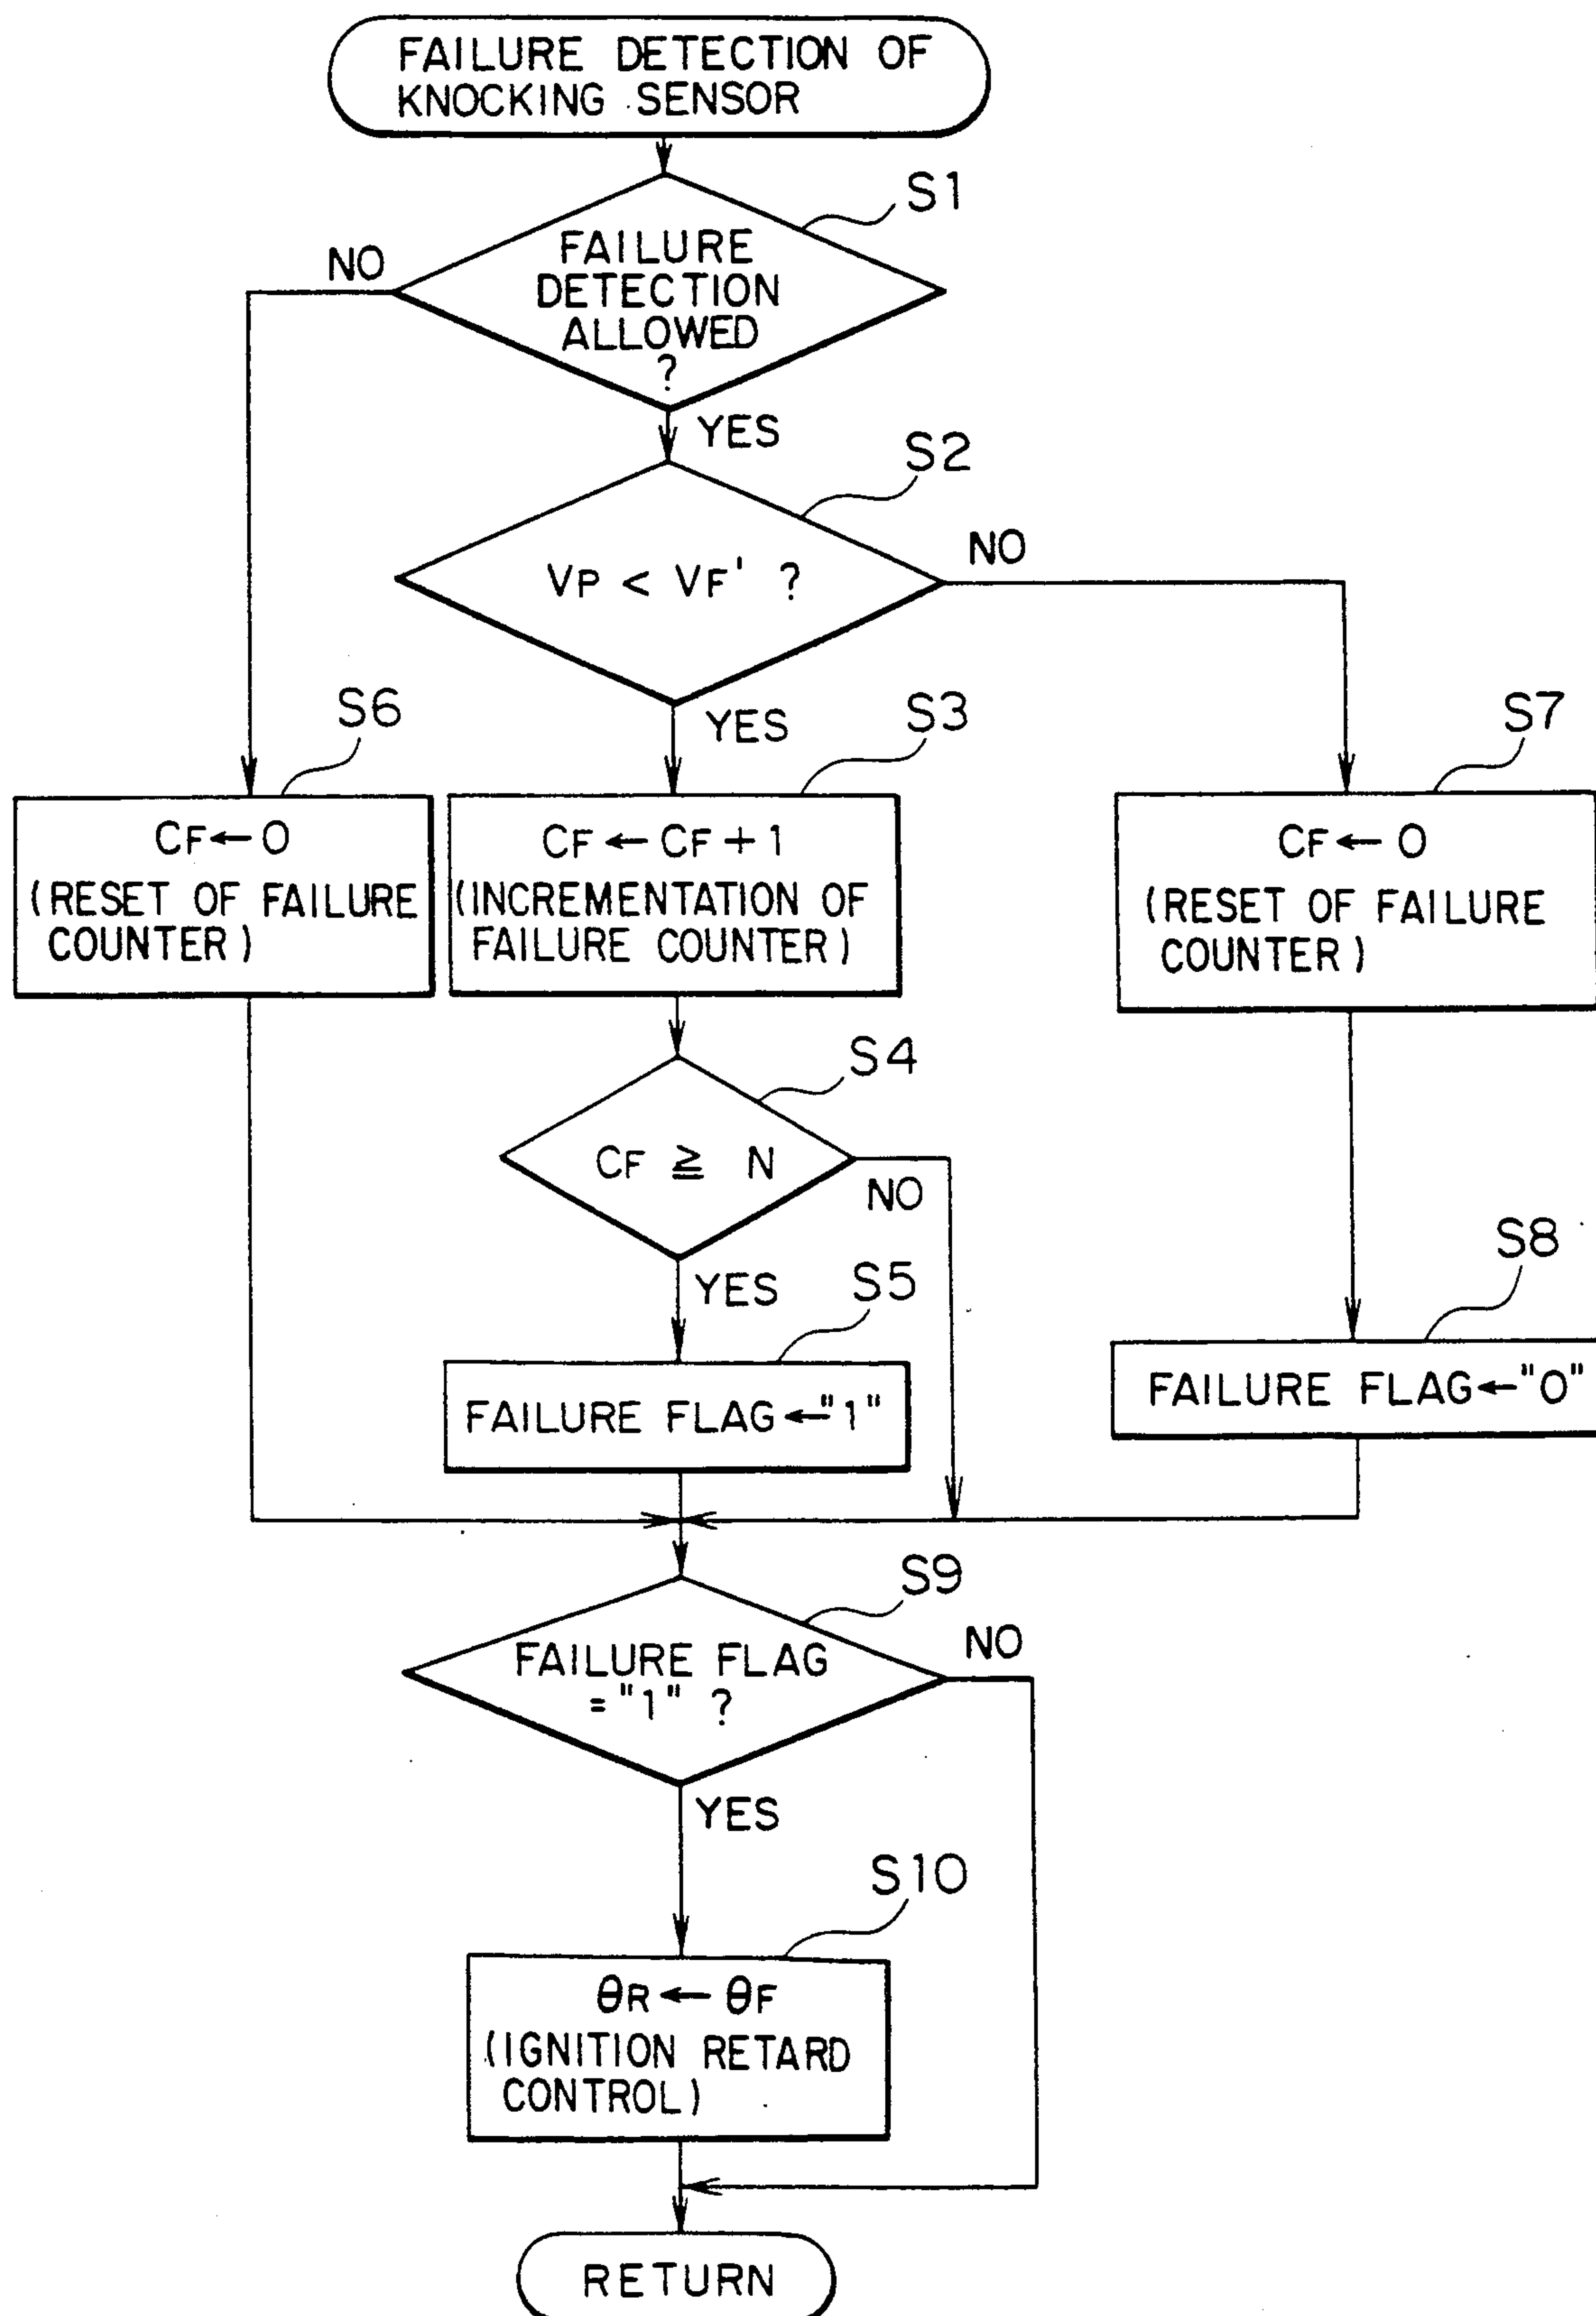 FAILURE DETECTION OF
KNOCKING SENSOR
S1
NO
FAILURE
DETECTION
ALLOWED
?
YES
S2
VP < VF' ?
NO
YES
S6
S3
S7
CF←0
(RESET OF FAILURE
COUNTER)
CF←CF+1
(INCREMENTATION OF
FAILURE COUNTER)
CF←0
(RESET OF FAILURE
COUNTER)
S4
CF ≧ N
NO
YES
S5
S8
FAILURE FLAG←"1"
FAILURE FLAG←"0"
S9
FAILURE FLAG
="1" ?
NO
YES
S10
θR←θF
(IGNITION RETARD
CONTROL)
RETURN